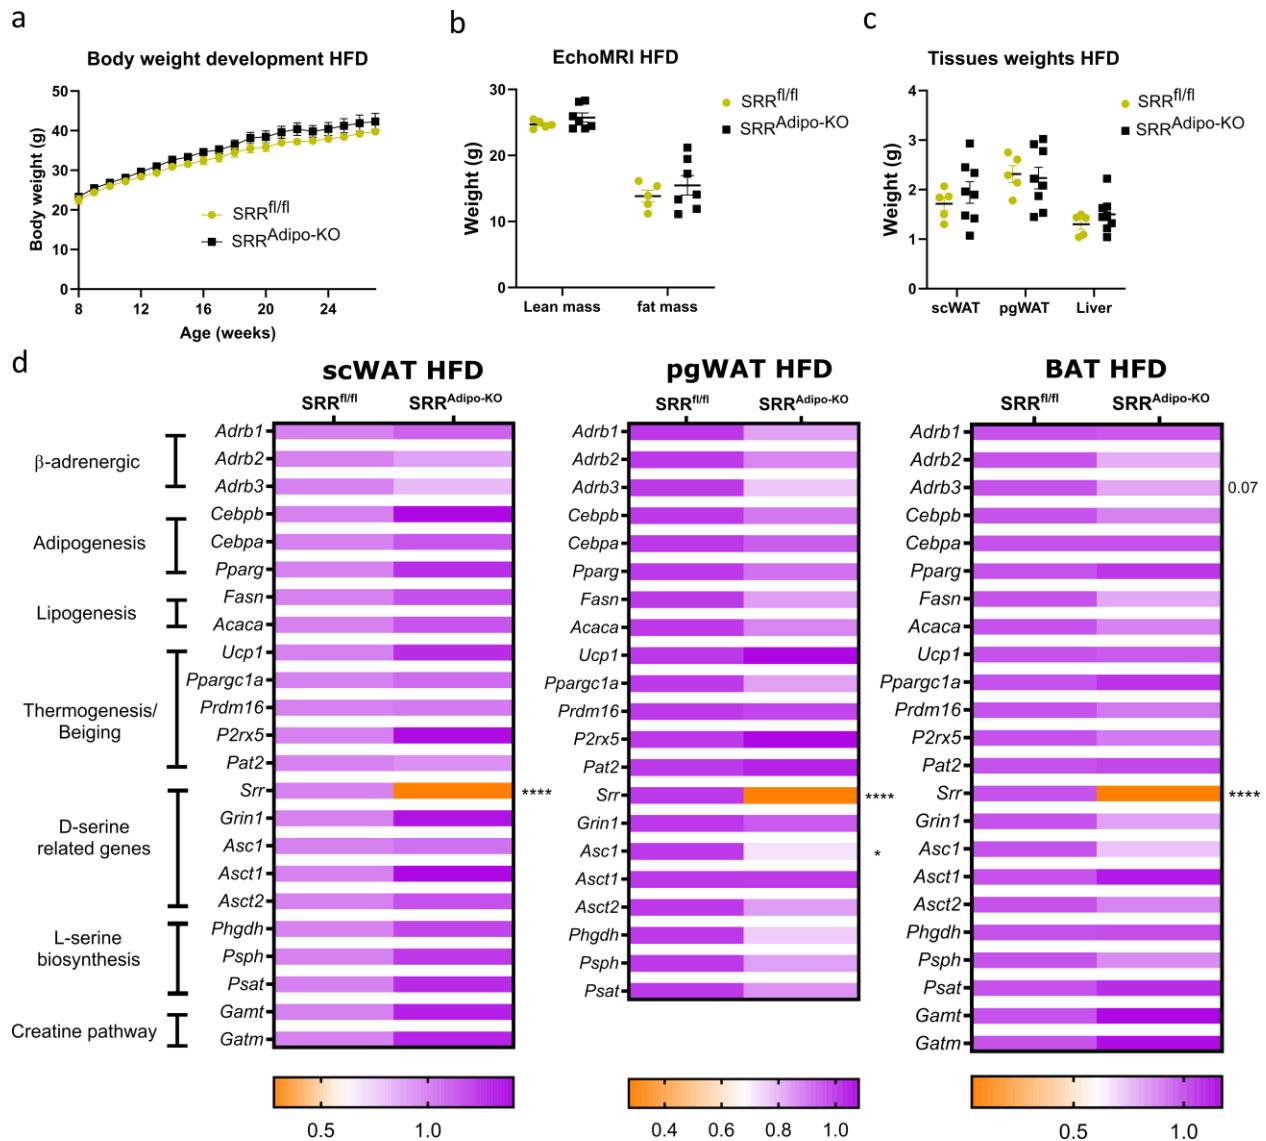 a
Body weight development HFD
Body weight (g)
50
40
30
20
10
0
8
12
16
20
24
Age (weeks)
SRRfl/fl
SRRAdipo-KO
b
EchoMRI HFD
Weight (g)
30
20
10
0
Lean mass
fat mass
SRRfl/fl
SRRAdipo-KO
c
Tissues weights HFD
Weight (g)
4
3
2
1
0
scWAT
pgWAT
Liver
SRRfl/fl
SRRAdipo-KO
d
β-adrenergic
Adipogenesis
Lipogenesis
Thermogenesis/
Beiging
D-serine
related genes
L-serine
biosynthesis
Creatine pathway
scWAT HFD
SRRfl/fl
SRRAdipo-KO
Adrb1
Adrb2
Adrb3
Cebpb
Cebpa
Pparg
Fasn
Acaca
Ucp1
Ppargc1a
Prdm16
P2rx5
Pat2
Srr
****
Grin1
Asc1
Asct1
Asct2
Phgdh
Psph
Psat
Gamt
Gatm
0.5
1.0
pgWAT HFD
SRRfl/fl
SRRAdipo-KO
Adrb1
Adrb2
Adrb3
Cebpb
Cebpa
Pparg
Fasn
Acaca
Ucp1
Ppargc1a
Prdm16
P2rx5
Pat2
Srr
****
Grin1
Asc1
*
Asct1
Asct2
Phgdh
Psph
Psat
0.4
0.6
0.8
1.0
BAT HFD
SRRfl/fl
SRRAdipo-KO
Adrb1
Adrb2
Adrb3
0.07
Cebpb
Cebpa
Pparg
Fasn
Acaca
Ucp1
Ppargc1a
Prdm16
P2rx5
Pat2
Srr
****
Grin1
Asc1
Asct1
Asct2
Phgdh
Psph
Psat
Gamt
Gatm
0.5
1.0